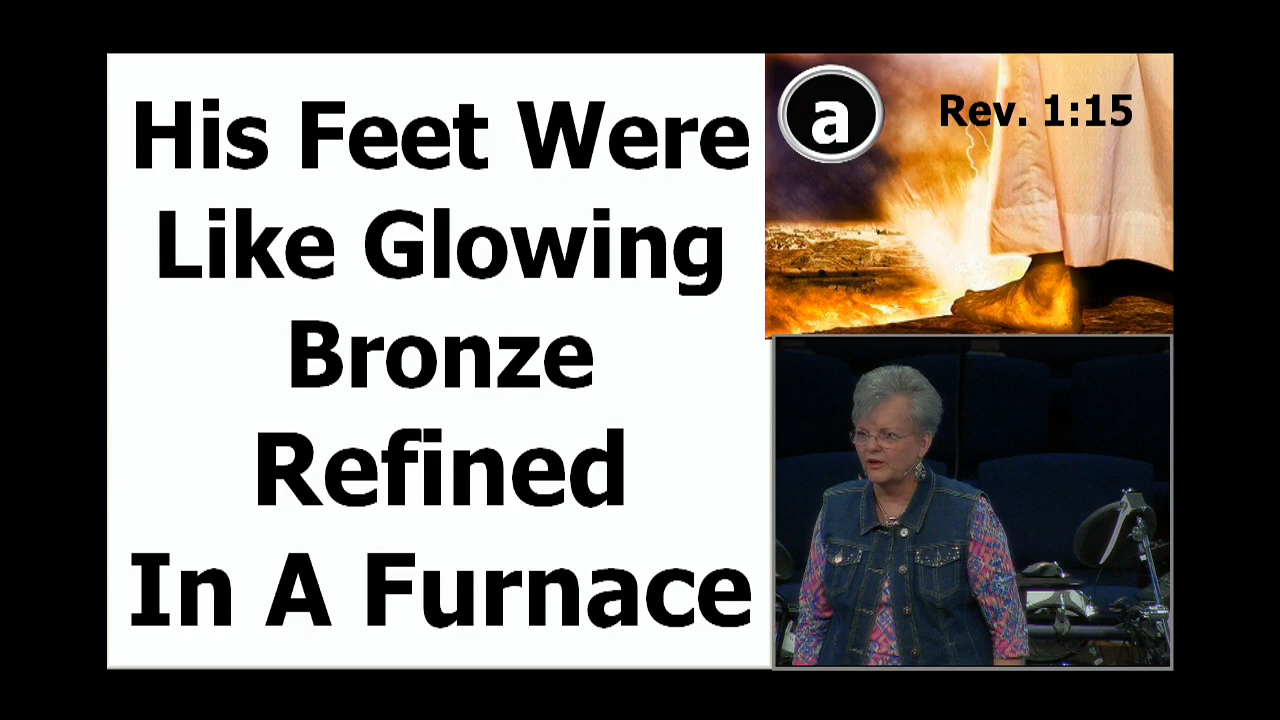 His Feet Were
Like Glowing
Bronze
Refined
In A Furnace
a
Rev. 1:15